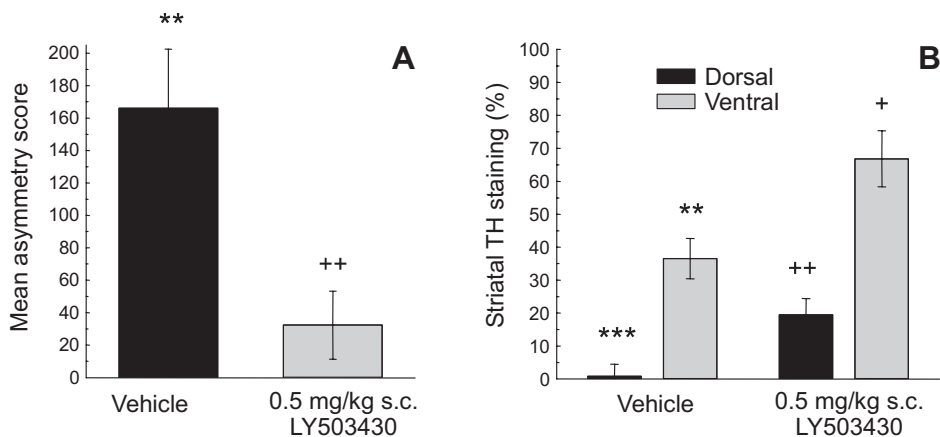 **
A
200
180
160
140
120
100
80
60
40
20
0
Mean asymmetry score
++
Vehicle
0.5 mg/kg s.c.
LY503430
B
100
90
80
70
60
50
40
30
20
10
0
Striatal TH staining (%)
Dorsal
Ventral
***
**
++
+
Vehicle
0.5 mg/kg s.c.
LY503430